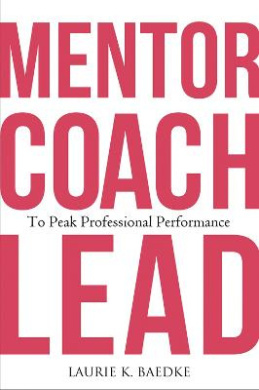 MENTOR
COACH
To Peak Professional Performance
LEAD
LAURIE K. BAEDKE